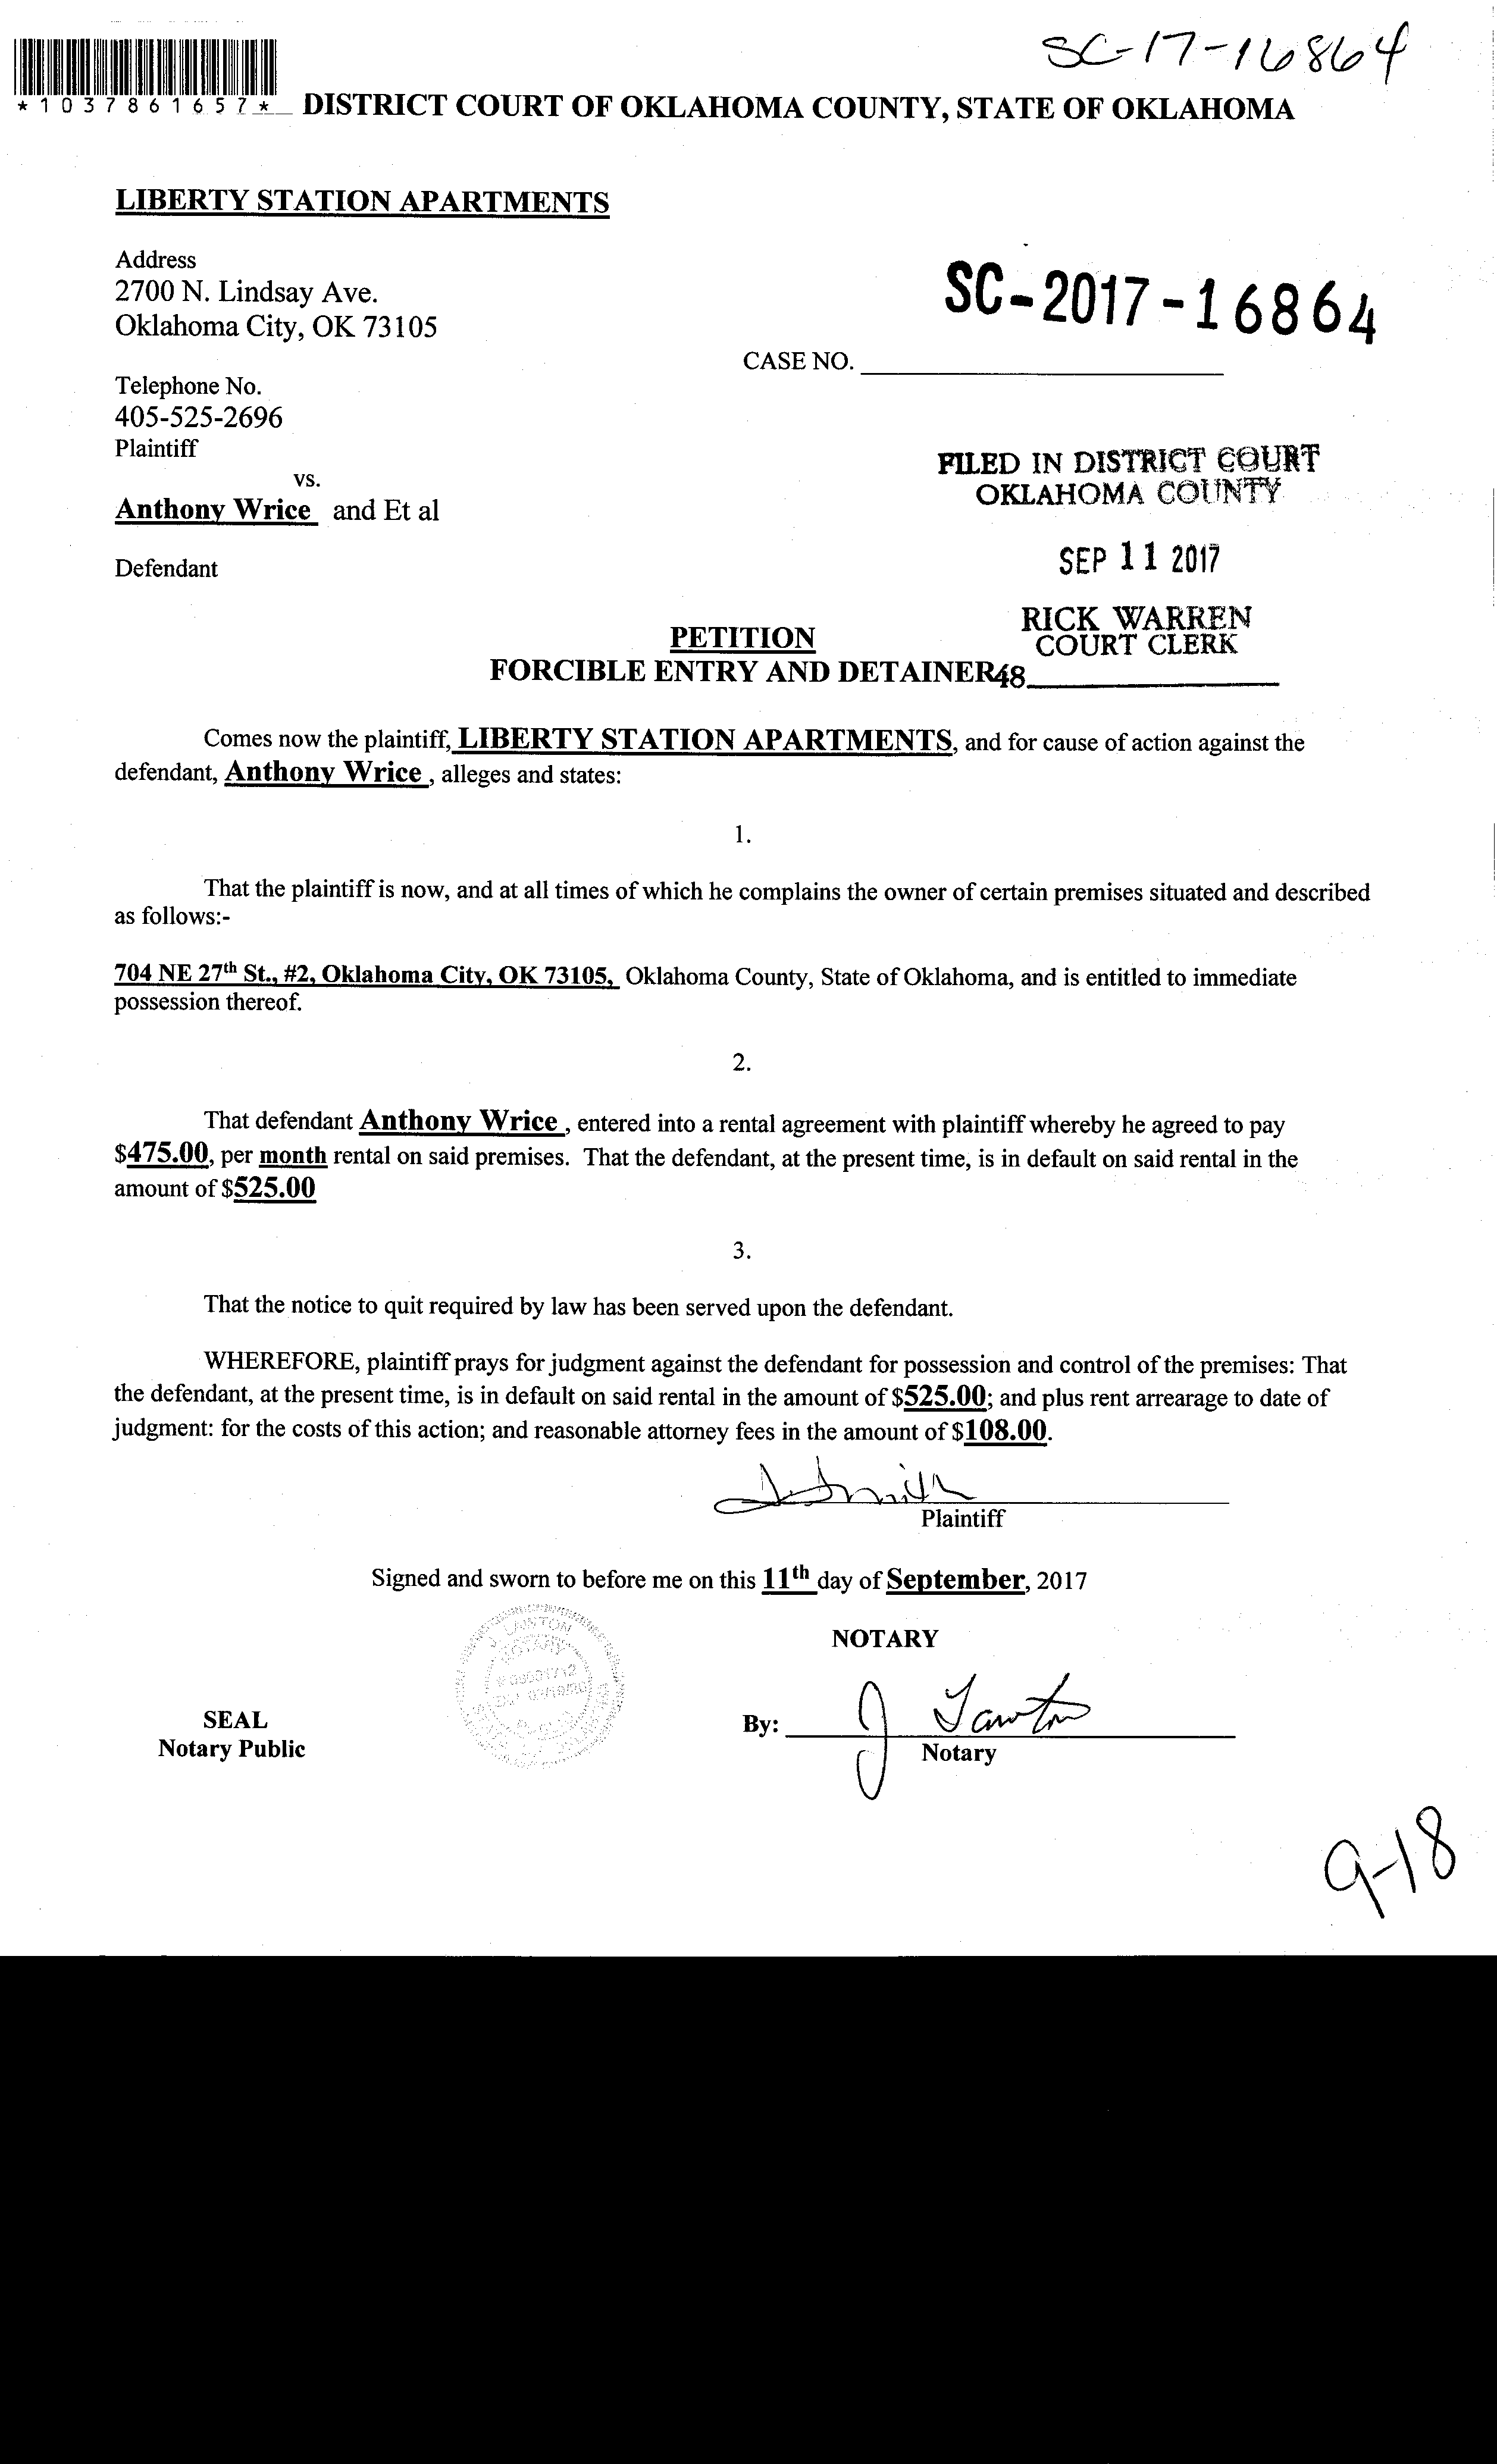 SC-17-16864
*1037861657*
DISTRICT COURT OF OKLAHOMA COUNTY, STATE OF OKLAHOMA
LIBERTY STATION APARTMENTS
Address
2700 N. Lindsay Ave.
Oklahoma City, OK 73105
SC-2017-16864
CASE NO.
Telephone No.
405-525-2696
Plaintiff
vs.
Anthony Wrice and Et al
Defendant
FILED IN DISTRICT COURT
OKLAHOMA COUNTY
SEP 11 2017
RICK WARREN
COURT CLERK
48
PETITION
FORCIBLE ENTRY AND DETAINER
Comes now the plaintiff, LIBERTY STATION APARTMENTS, and for cause of action against the
defendant, Anthony Wrice , alleges and states:
1.
That the plaintiff is now, and at all times of which he complains the owner of certain premises situated and described
as follows:-
704 NE 27th St., #2, Oklahoma City, OK 73105, Oklahoma County, State of Oklahoma, and is entitled to immediate
possession thereof.
2.
That defendant Anthony Wrice , entered into a rental agreement with plaintiff whereby he agreed to pay
$475.00, per month rental on said premises. That the defendant, at the present time, is in default on said rental in the
amount of $525.00
3.
That the notice to quit required by law has been served upon the defendant.
WHEREFORE, plaintiff prays for judgment against the defendant for possession and control of the premises: That
the defendant, at the present time, is in default on said rental in the amount of $525.00; and plus rent arrearage to date of
judgment: for the costs of this action; and reasonable attorney fees in the amount of $108.00.
Smith
Plaintiff
Signed and sworn to before me on this 11th day of September, 2017
NOTARY
SEAL
Notary Public
By: J
Notary
9-18